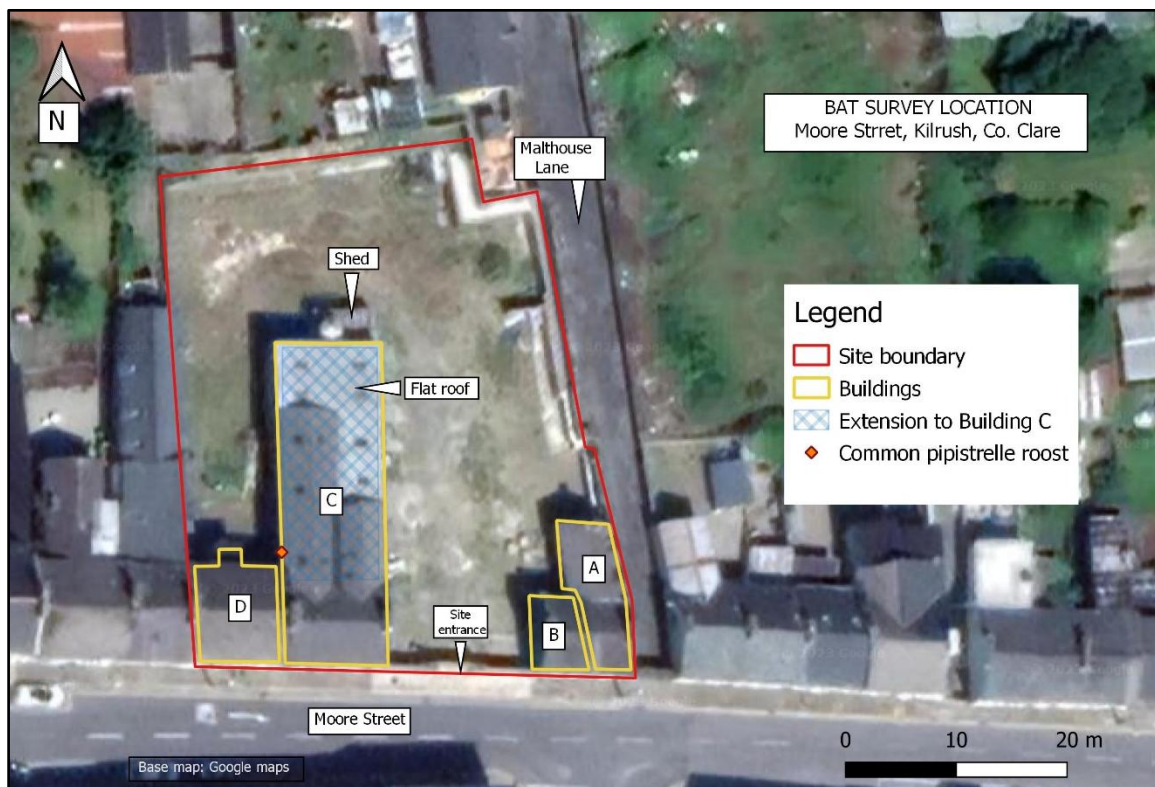 N
BAT SURVEY LOCATION
Moore Strret, Kilrush, Co. Clare
Malthouse
Lane
Shed
Legend
Site boundary
Buildings
Extension to Building C
Common pipistrelle roost
Flat roof
C
A
D
B
Site
entrance
Moore Street
0 10 20 m
Base map: Google maps